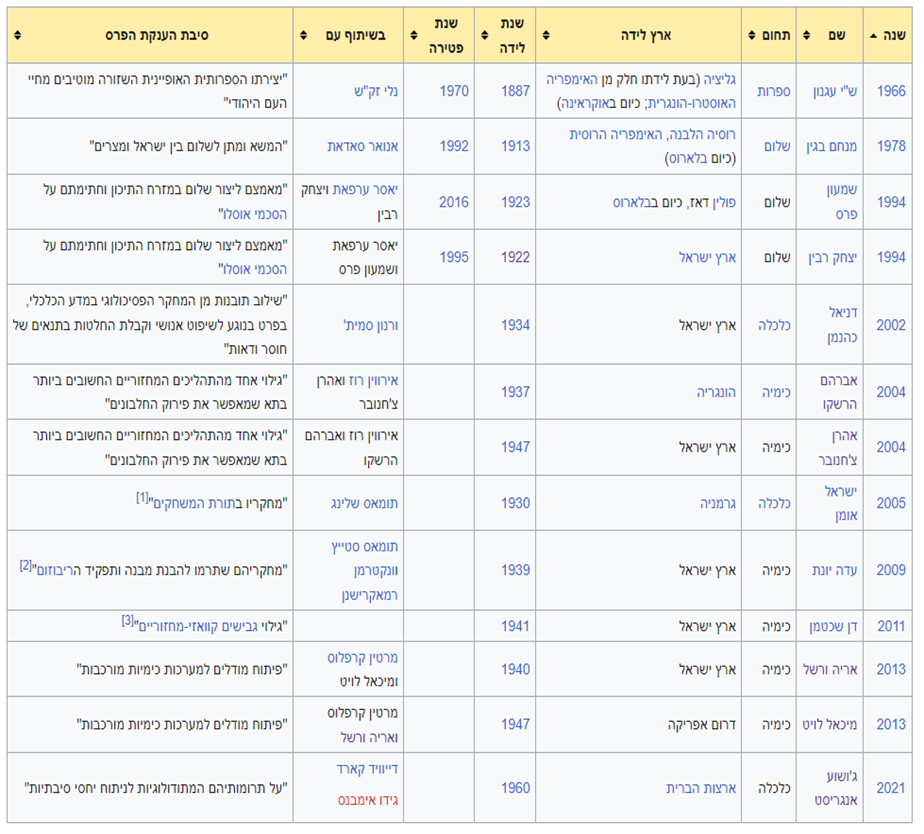 שנה שם תחום ארץ לידה שנת לידה שנת פטירה בשיתוף עם סיבת הענקת הפרס
1966 ש"י עגנון ספרות גליציה (בעת לידתו חלק מן האימפריה האוסטרו-הונגרית; כיום באוקראינה) 1887 1970 נלי זק"ש "יצירתו הספרותית האופיינית השזורה מוטיבים מחיי העם היהודי"
1978 מנחם בגין שלום רוסיה הלבנה, האימפריה הרוסית (כיום בלארוס) 1913 1992 אנואר סאדאת "המשא ומתן לשלום בין ישראל ומצרים"
1994 שמעון פרס שלום פולין דאז, כיום בבלארוס 1923 2016 יאסר ערפאת ויצחק רבין "מאמצם ליצור שלום במזרח התיכון וחתימתם על הסכמי אוסלו"
1994 יצחק רבין שלום ארץ ישראל 1922 1995 יאסר ערפאת ושמעון פרס "מאמצם ליצור שלום במזרח התיכון וחתימתם על הסכמי אוסלו"
2002 דניאל כהנמן כלכלה ארץ ישראל 1934 ורנון סמית' "שילוב תובנות מן המחקר הפסיכולוגי במדע הכלכלי, בפרט בנוגע לשיפוט אנושי וקבלת החלטות בתנאים של חוסר ודאות"
2004 אברהם הרשקו כימיה הונגריה 1937 אירווין רוז ואהרן צ'חנובר "גילוי אחד מהתהליכים המחזוריים החשובים ביותר בתא שמאפשר את פירוק החלבונים"
2004 אהרן צ'חנובר כימיה ארץ ישראל 1947 אירווין רוז ואברהם הרשקו "גילוי אחד מהתהליכים המחזוריים החשובים ביותר בתא שמאפשר את פירוק החלבונים"
2005 ישראל אומן כלכלה גרמניה 1930 תומאס שלינג "מחקריו בתורת המשחקים"[1]
2009 עדה יונת כימיה ארץ ישראל 1939 תומאס סטייץ וונקטרמן רמאקרישנן "מחקריהם שתרמו להבנת מבנה ותפקיד הריבוזום"[2]
2011 דן שכטמן כימיה ארץ ישראל 1941 "גילוי גבישים קוואזי-מחזוריים"[3]
2013 אריה ורשל כימיה ארץ ישראל 1940 מרטין קרפלוס ומיכאל לויט "פיתוח מודלים למערכות כימיות מורכבות"
2013 מיכאל לויט כימיה דרום אפריקה 1947 מרטין קרפלוס ואריה ורשל "פיתוח מודלים למערכות כימיות מורכבות"
2021 ג'ושוע אנגריסט כלכלה ארצות הברית 1960 דייוויד קארד גידו אימבנס "על תרומותיהם המתודולוגיות לניתוח יחסי סיבתיות"